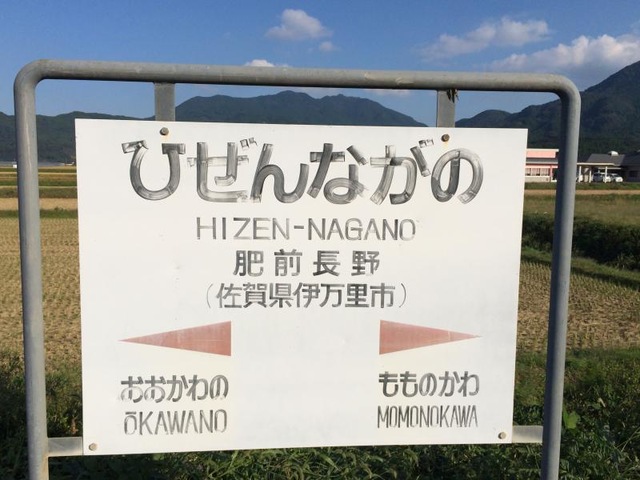 ひぜんながの
HIZEN-NAGANO
肥前長野
(佐賀県伊万里市)
おおかわの
ŌKAWANO
もものかわ
MOMONOKAWA